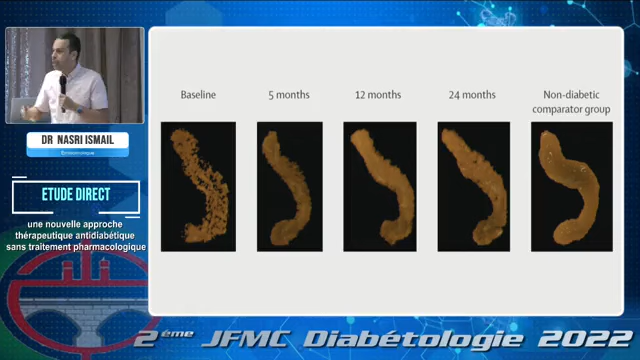 DR NASRI ISMAIL
Endocrinologue
ETUDE DIRECT
une nouvelle approche
thérapeutique antidiabétique
sans traitement pharmacologique
Baseline
5 months
12 months
24 months
Non-diabetic
comparator group
2ème JFMC Diabétologie 2022